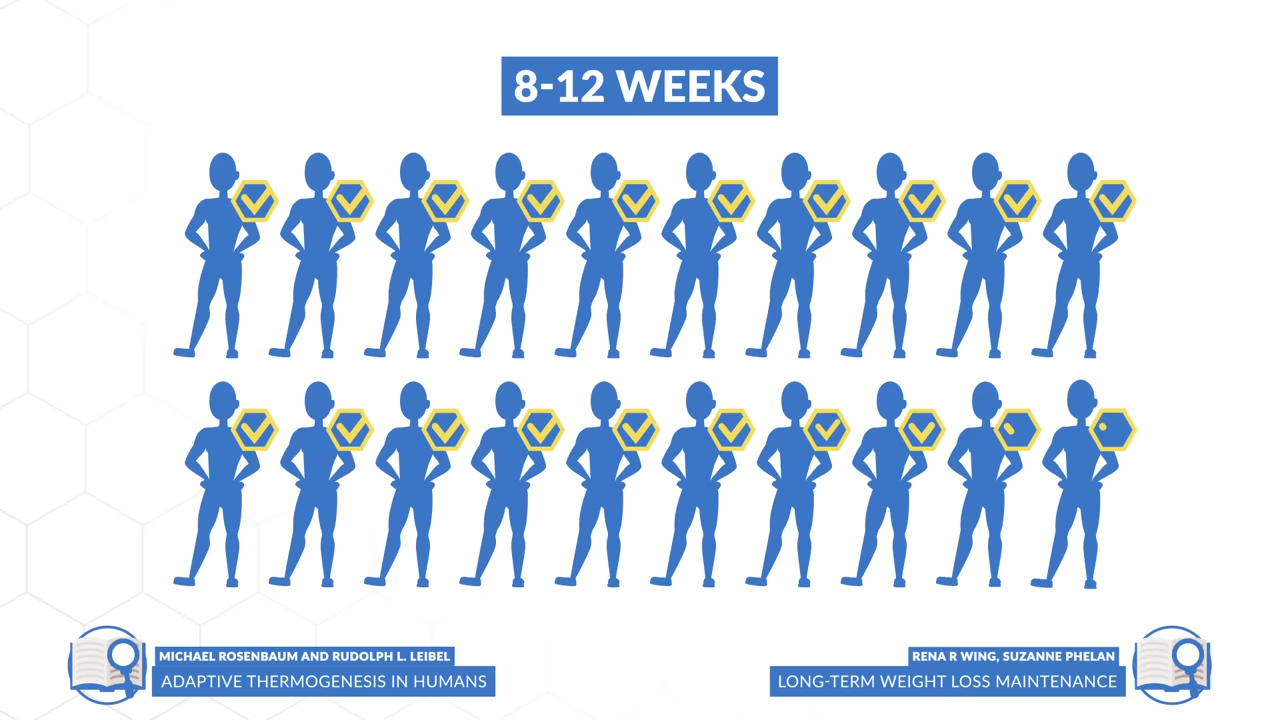 8-12 WEEKS
MICHAEL ROSENBAUM AND RUDOLPH L. LEIBEL
ADAPTIVE THERMOGENESIS IN HUMANS
RENA R WING, SUZANNE PHELAN
LONG-TERM WEIGHT LOSS MAINTENANCE